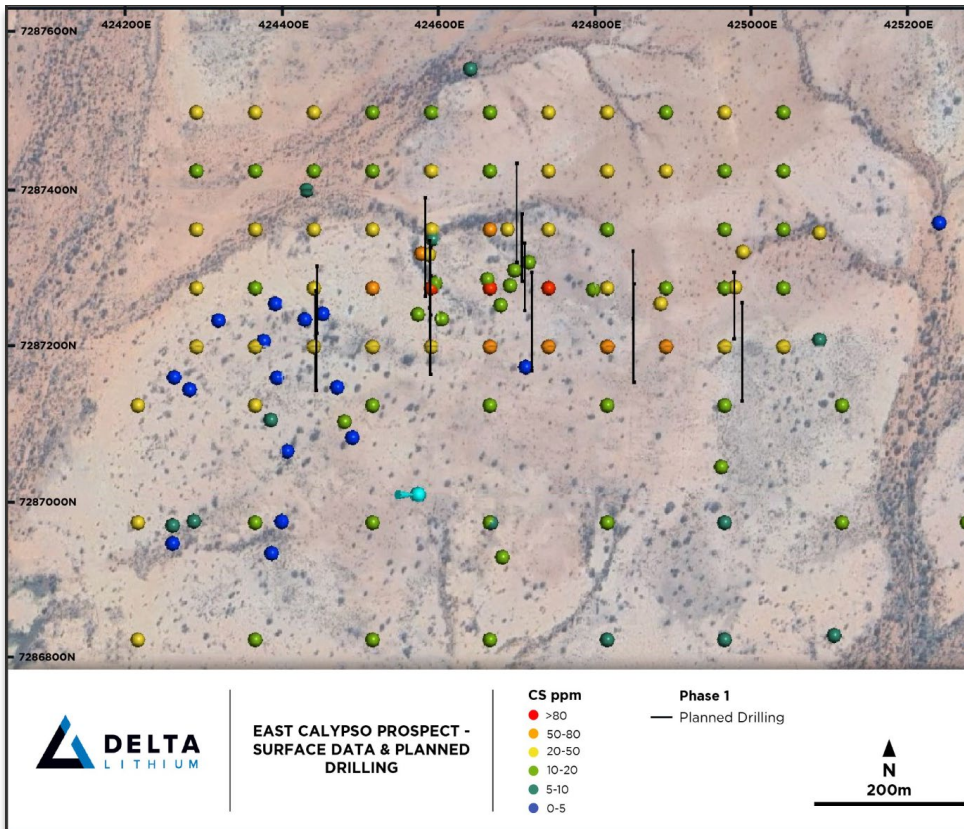 424200E 424400E 424600E 424800E 425000E 425200E
7287600N
7287400N
7287200N
7287000N
7286800N
DELTA
LITHIUM
EAST CALYPSO PROSPECT -
SURFACE DATA & PLANNED
DRILLING
CS ppm
>80
50-80
20-50
10-20
5-10
0-5
Phase 1
Planned Drilling
N
200m